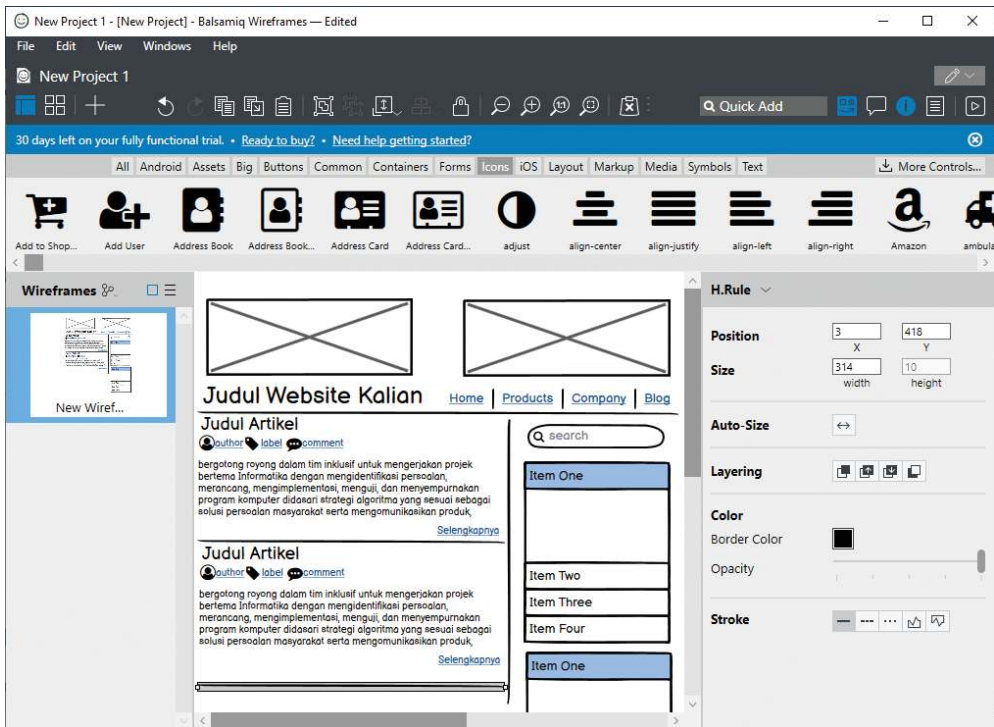 New Project 1 - [New Project] - Balsamiq Wireframes — Edited
File Edit View Windows Help
New Project 1
1:1
Quick Add
30 days left on your fully functional trial. • Ready to buy? • Need help getting started?
All Android Assets Big Buttons Common Containers Forms Icons iOS Layout Markup Media Symbols Text More Controls...
Add to Shop... Add User Address Book Address Book... Address Card Address Card... adjust align-center align-justify align-left align-right Amazon ambula
Wireframes
New Wiref...
Judul Website Kalian
Home Products Company Blog
Judul Artikel
author label comment
bergotong royong dalam tim inklusif untuk mengerjakan projek
bertema Informatika dengan mengidentifikasi persoalan,
merancang, mengimplementasi, menguji, dan menyempurnakan
program komputer didasari strategi algoritma yang sesuai sebagai
solusi persoalan masyarakat serta mengomunikasikan produk,
Selengkapnya
Judul Artikel
author label comment
bergotong royong dalam tim inklusif untuk mengerjakan projek
bertema Informatika dengan mengidentifikasi persoalan,
merancang, mengimplementasi, menguji, dan menyempurnakan
program komputer didasari strategi algoritma yang sesuai sebagai
solusi persoalan masyarakat serta mengomunikasikan produk,
Selengkapnya
search
Item One
Item Two
Item Three
Item Four
Item One
H.Rule
Position 3 418
X Y
Size 314 10
width height
Auto-Size
Layering
Color
Border Color
Opacity
Stroke